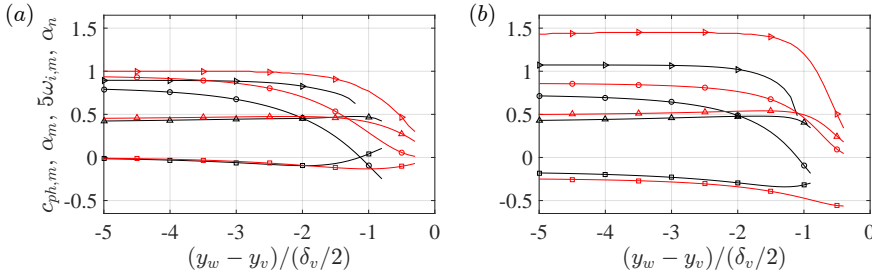 (a) (b)
c_{ph,m}, α_m, 5ω_{i,m}, α_n
1.5 1.5
1 1
0.5 0.5
0 0
-0.5 -0.5
-5 -4 -3 -2 -1 0 -5 -4 -3 -2 -1 0
(y_w − y_v)/(δ_v/2) (y_w − y_v)/(δ_v/2)